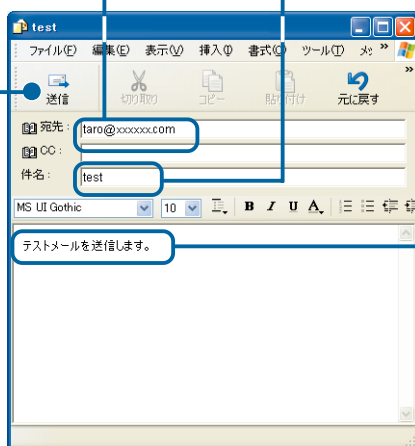 test
ファイル(F) 編集(E) 表示(V) 挿入(I) 書式(O) ツール(T) メ »
送信 切り取り コピー 貼り付け 元に戻す »
宛先: taro@xxxxxx.com
CC:
件名: test
MS UI Gothic 10 B I U A
テストメールを送信します。